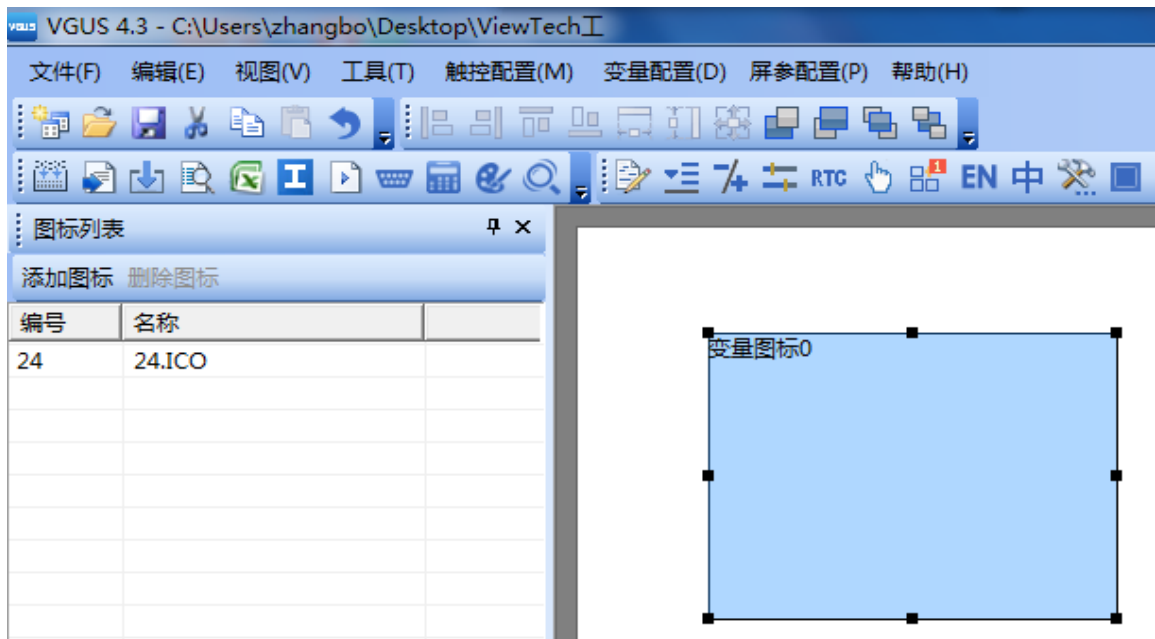 VGUS VGUS 4.3 - C:\Users\zhangbo\Desktop\ViewTech工
文件(F) 编辑(E) 视图(V) 工具(T) 触控配置(M) 变量配置(D) 屏参配置(P) 帮助(H)
RTC 1 EN 中
图标列表
添加图标 删除图标
编号 名称
24 24.ICO
变量图标0